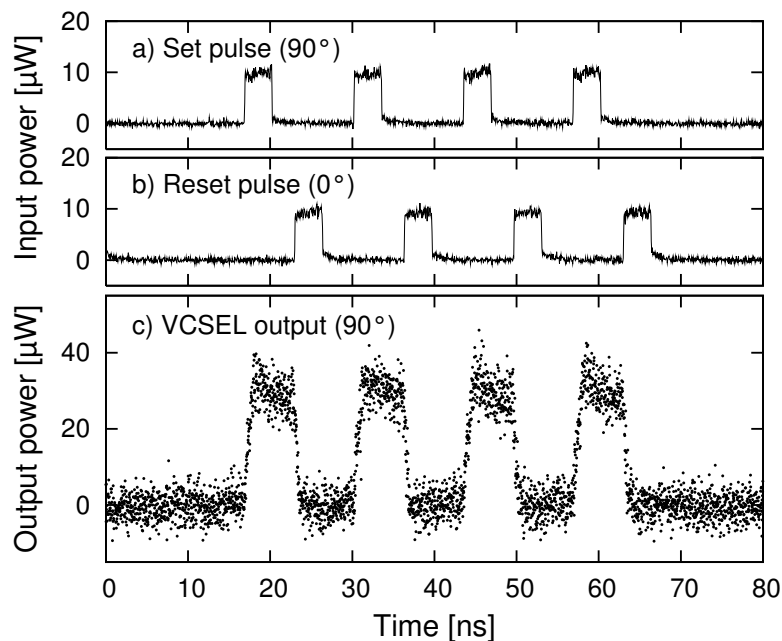 20
a) Set pulse (90°)
10
0
20
b) Reset pulse (0°)
10
0
Input power [µW]
c) VCSEL output (90°)
40
20
0
Output power [µW]
0 10 20 30 40 50 60 70 80
Time [ns]